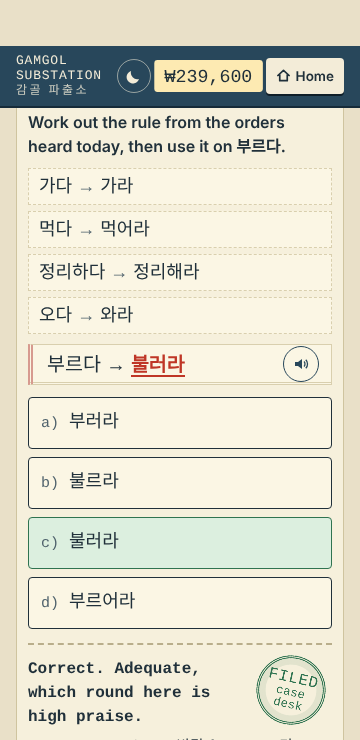 GAMGOL
SUBSTATION
감골 파출소
₩239,600
Home
Work out the rule from the orders
heard today, then use it on 부르다.
가다 → 가라
먹다 → 먹어라
정리하다 → 정리해라
오다 → 와라
부르다 → 불러라
a) 부러라
b) 불르라
c) 불러라
d) 부르어라
Correct. Adequate,
which round here is
high praise.
FILED
case
desk